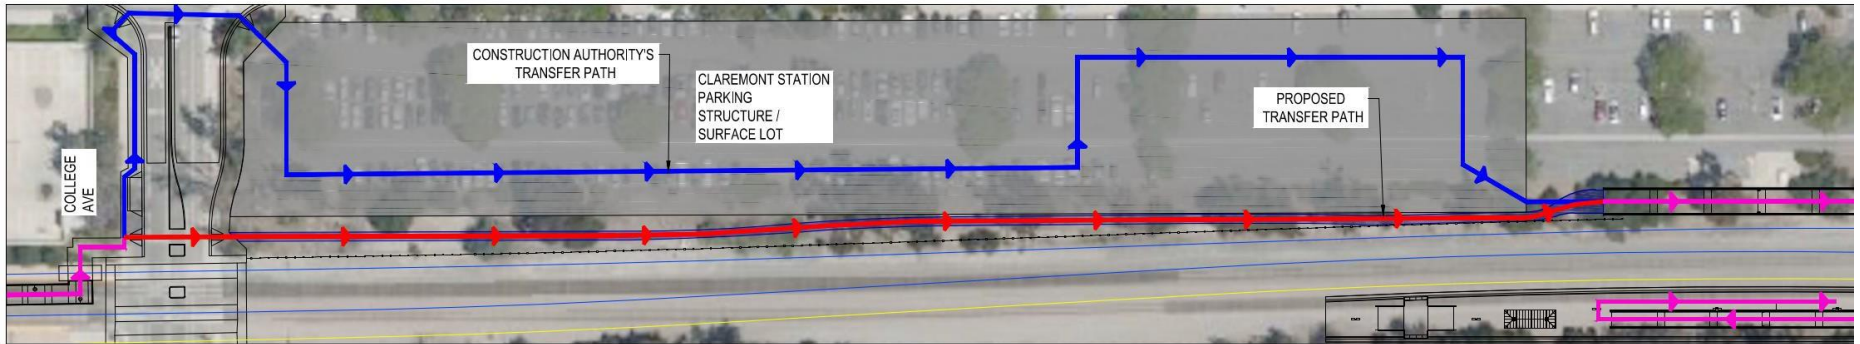 CONSTRUCTION AUTHORITY'S
TRANSFER PATH
CLAREMONT STATION
PARKING
STRUCTURE /
SURFACE LOT
PROPOSED
TRANSFER PATH
COLLEGE
AVE